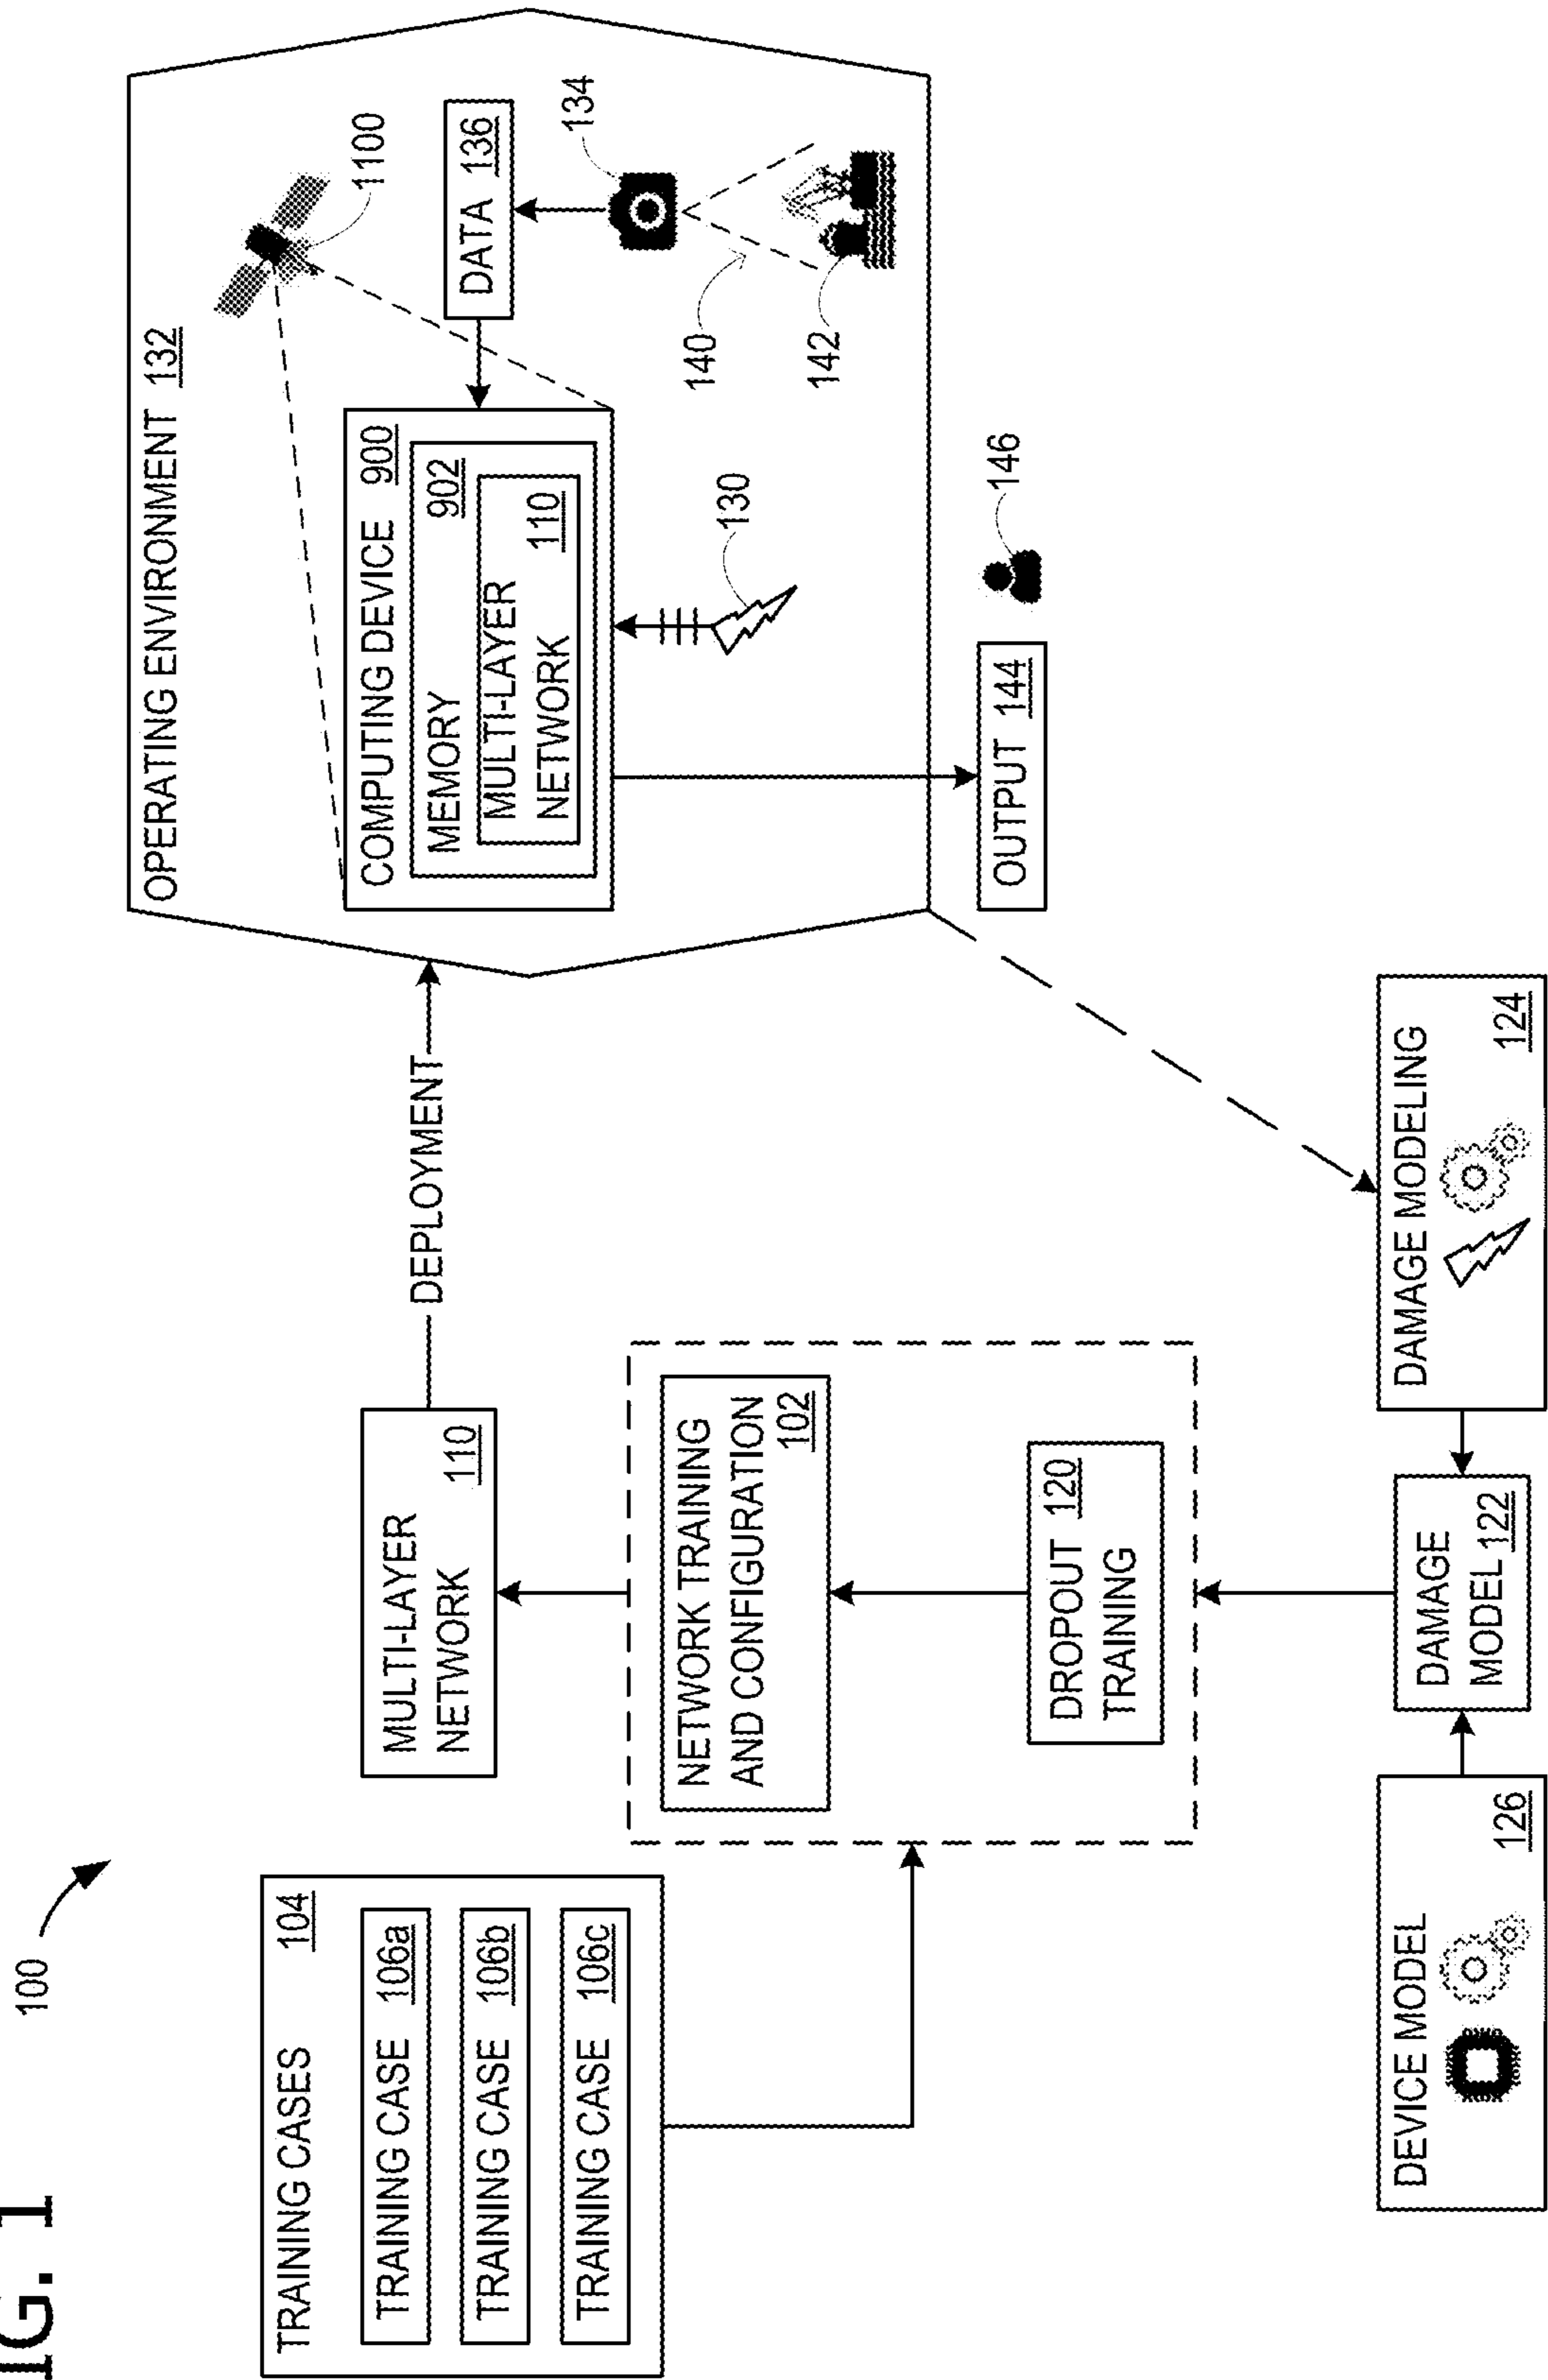 IG. 1
100
TRAINING CASES 104
TRAINING CASE 106a
TRAINING CASE 106b
TRAINING CASE 106c
MULTI-LAYER
NETWORK
110
DEPLOYMENT
NETWORK TRAINING
AND CONFIGURATION
102
DROPOUT 120
TRAINING
DEVICE MODEL
126
DAMAGE
MODEL 122
DAMAGE MODELING
124
OPERATING ENVIRONMENT 132
1100
COMPUTING DEVICE 900
MEMORY 902
MULTI-LAYER
NETWORK 110
DATA 136
134
140
142
130
OUTPUT 144
146